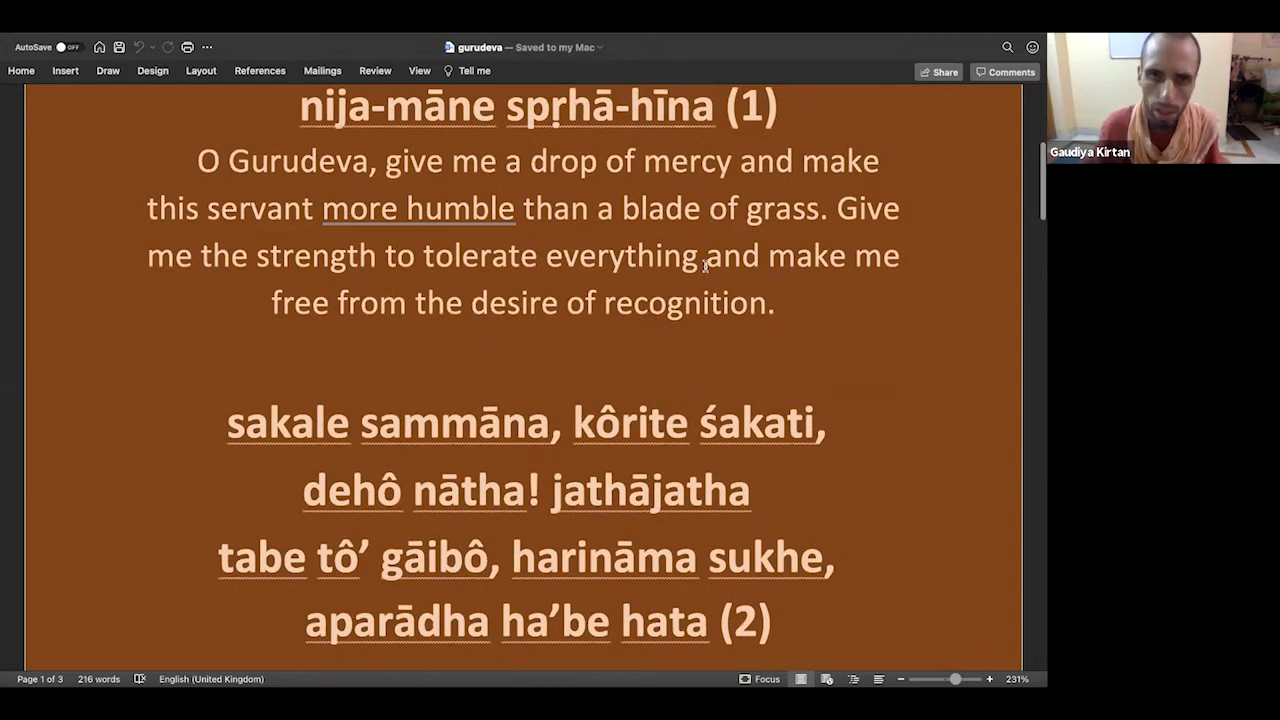 AutoSave OFF
gurudeva — Saved to my Mac
Home Insert Draw Design Layout References Mailings Review View Tell me Share Comments
nija-māne spṛhā-hīna (1)
O Gurudeva, give me a drop of mercy and make
this servant more humble than a blade of grass. Give
me the strength to tolerate everything and make me
free from the desire of recognition.
sakale sammāna, kôrite śakati,
dehô nātha! jathājatha
tabe tô’ gāibô, harināma sukhe,
aparādha ha’be hata (2)
Page 1 of 3 216 words English (United Kingdom) Focus 231%
Gaudiya Kirtan